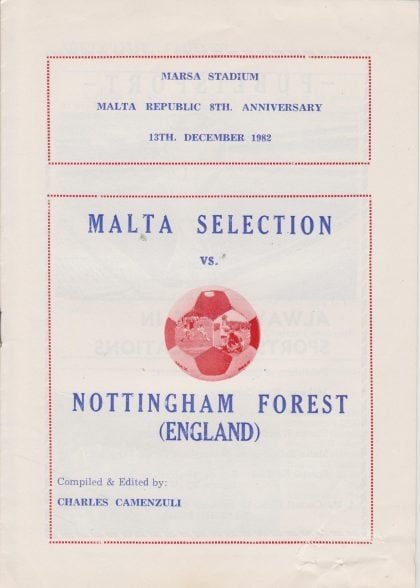 MARSA STADIUM
MALTA REPUBLIC 8TH. ANNIVERSARY
13TH. DECEMBER 1982
MALTA SELECTION
vs.
NOTTINGHAM FOREST
(ENGLAND)
Compiled & Edited by:
CHARLES CAMENZULI